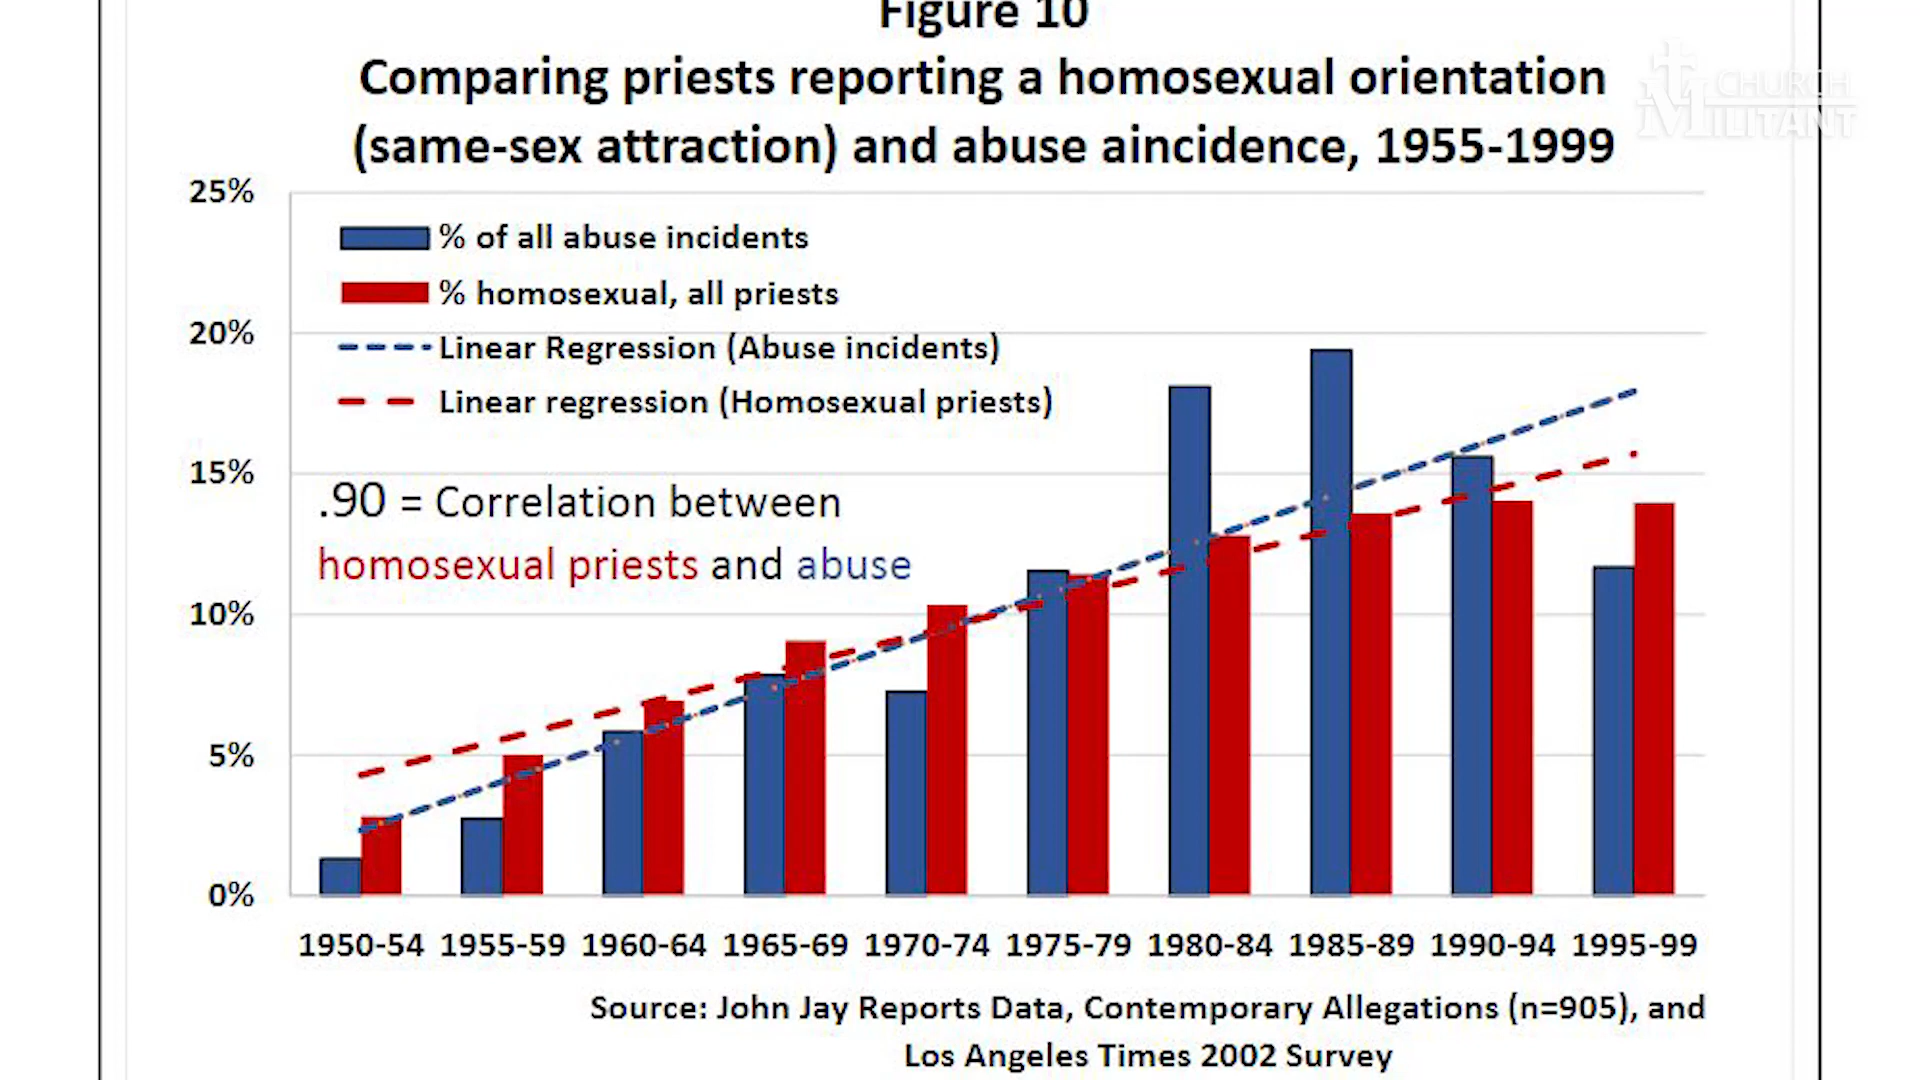 Figure 10
Comparing priests reporting a homosexual orientation
(same-sex attraction) and abuse aincidence, 1955-1999
CHURCH
MILITANT
25%
% of all abuse incidents
% homosexual, all priests
20%
Linear Regression (Abuse incidents)
Linear regression (Homosexual priests)
15%
.90 = Correlation between
homosexual priests and abuse
10%
5%
0%
1950-54 1955-59 1960-64 1965-69 1970-74 1975-79 1980-84 1985-89 1990-94 1995-99
Source: John Jay Reports Data, Contemporary Allegations (n=905), and
Los Angeles Times 2002 Survey